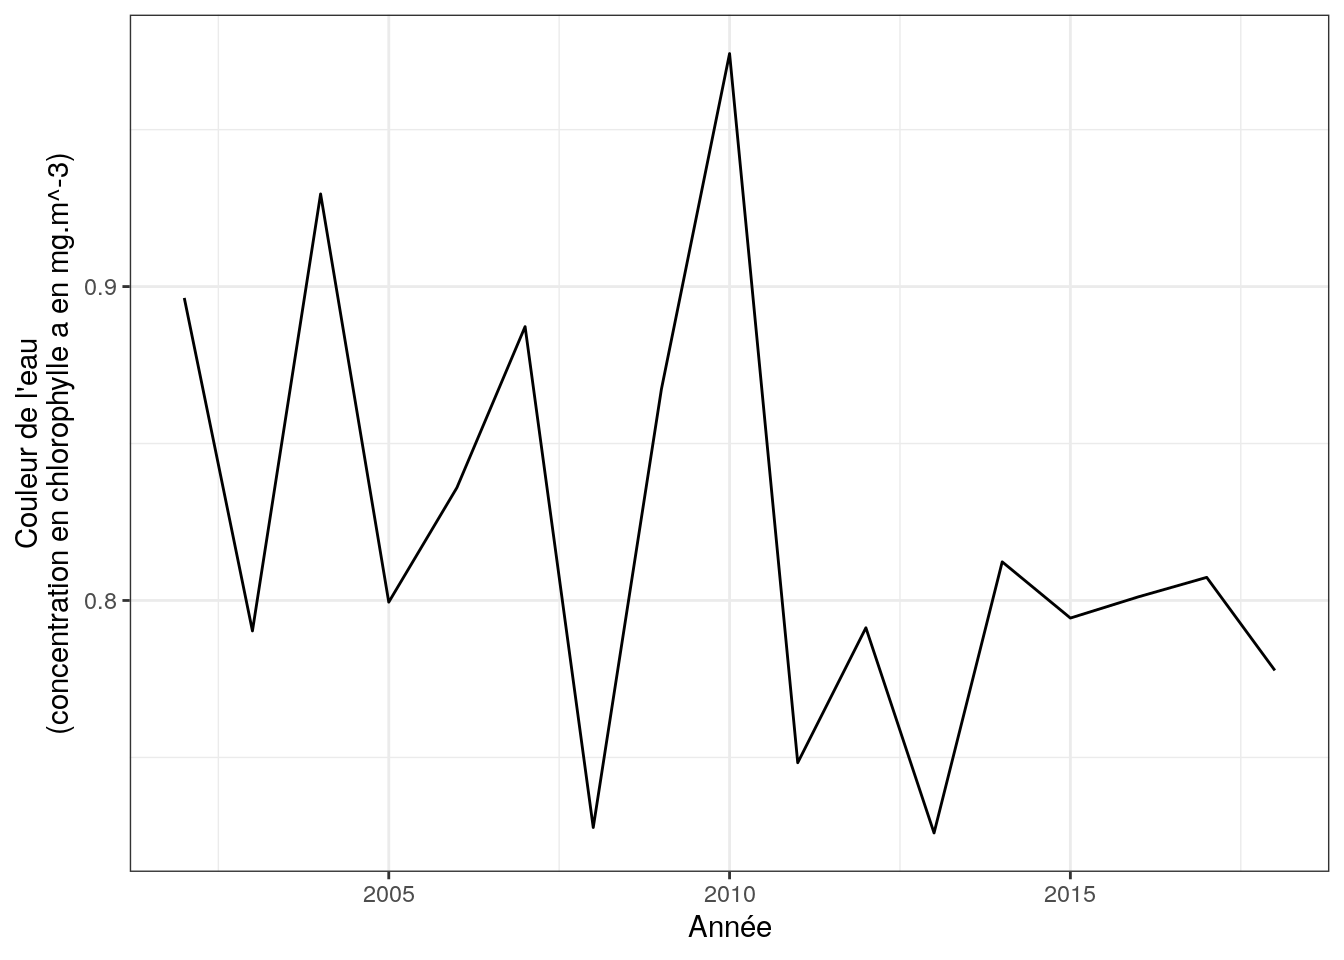 Couleur de l'eau
(concentration en chlorophylle a en mg.m^-3)
0.9
0.8
2005
2010
2015
Année